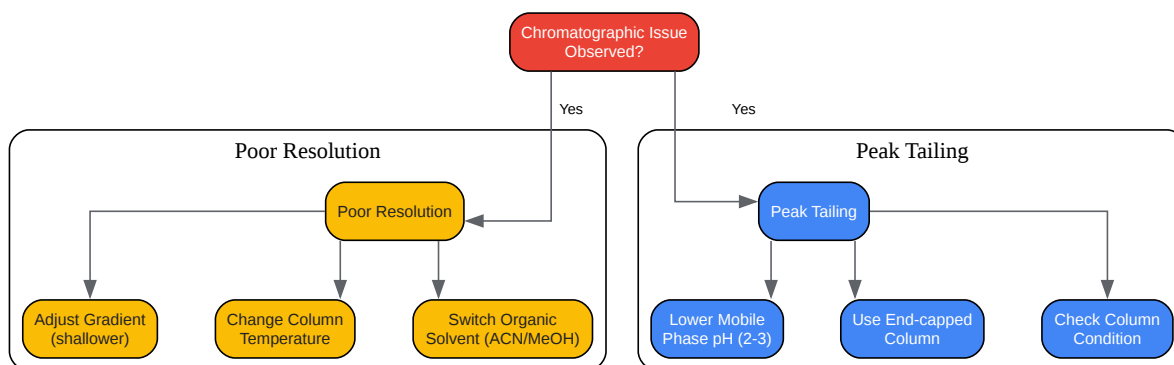 Chromatographic Issue
Observed?
Yes
Yes
Poor Resolution
Peak Tailing
Poor Resolution
Peak Tailing
Adjust Gradient
(shallower)
Change Column
Temperature
Switch Organic
Solvent (ACN/MeOH)
Lower Mobile
Phase pH (2-3)
Use End-capped
Column
Check Column
Condition